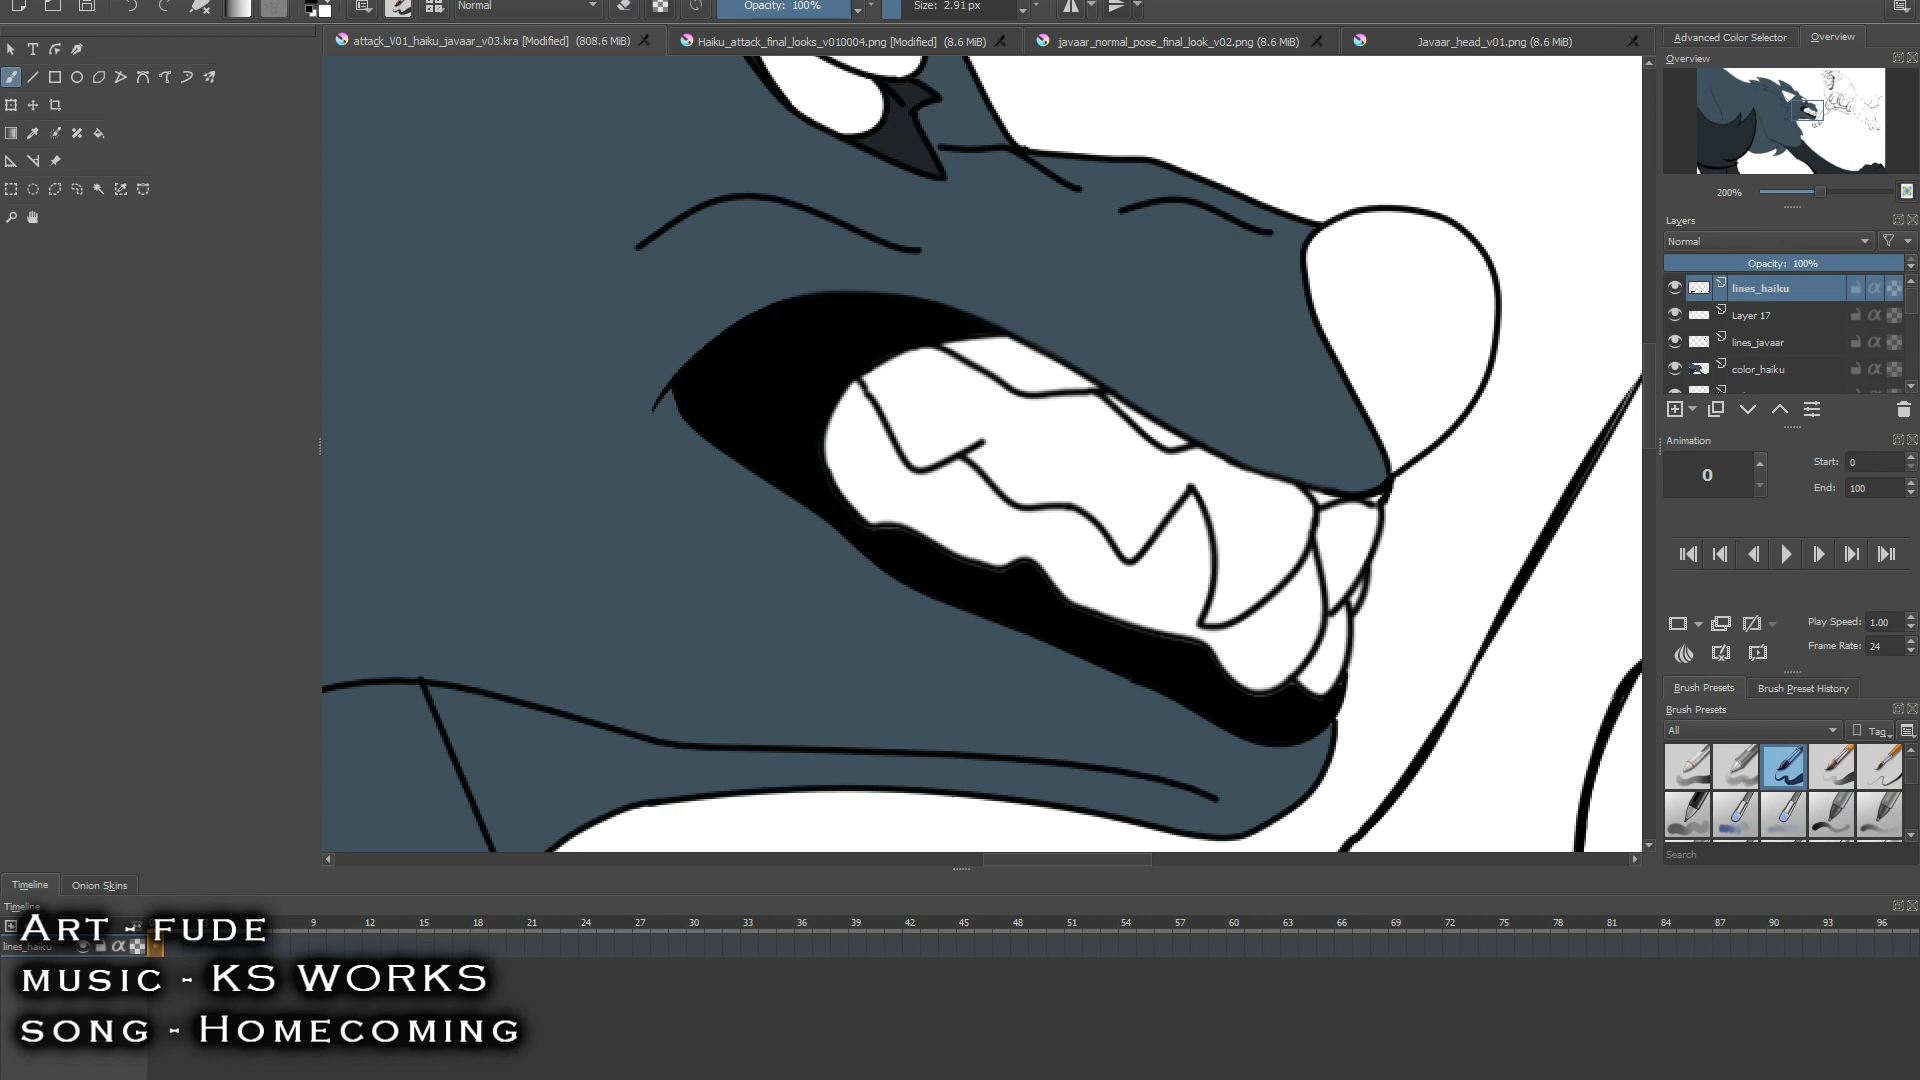 Normal
Opacity: 100%
Size: 2.91 px
attack_V01_haiku_javaar_v03.kra [Modified] (808.6 MiB)
Haiku_attack_final_looks_v010004.png [Modified] (8.6 MiB)
javaar_normal_pose_final_look_v02.png (8.6 MiB)
Javaar_head_v01.png (8.6 MiB)
Advanced Color Selector
Overview
Overview
200%
Layers
Normal
Opacity: 100%
lines_haiku
Layer 17
lines_javaar
color_haiku
Animation
0
Start: 0
End: 100
Play Speed: 1.00
Frame Rate: 24
Brush Presets
Brush Preset History
Brush Presets
All
Tag
Search
Timeline
Onion Skins
Timeline
9 12 15 18 21 24 27 30 33 36 39 42 45 48 51 54 57 60 63 66 69 72 75 78 81 84 87 90 93 96
lines_haiku
Art - fude
music - KS WORKS
song - Homecoming